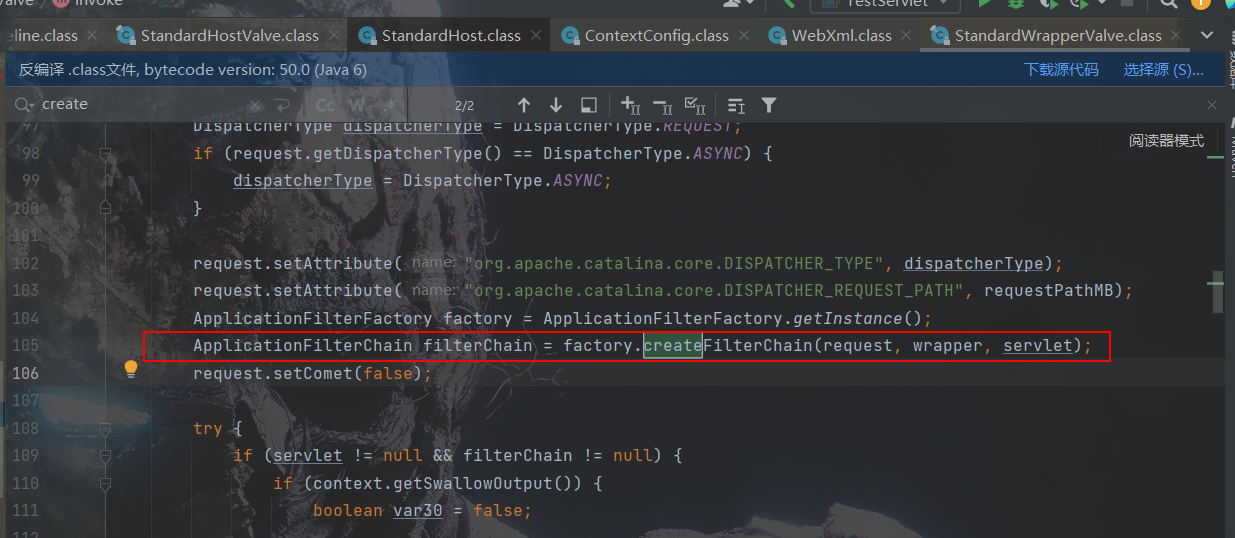 Invoke
TestServlet
eline.class StandardHostValve.class StandardHost.class ContextConfig.class WebXml.class StandardWrapperValve.class
反编译 .class文件, bytecode version: 50.0 (Java 6) 下载源代码 选择源 (S)...
create Cc W .* 2/2
阅读器模式
97 DispatcherType dispatcherType = DispatcherType.REQUEST;
98 if (request.getDispatcherType() == DispatcherType.ASYNC) {
99 dispatcherType = DispatcherType.ASYNC;
100 }
101
102 request.setAttribute( name: "org.apache.catalina.core.DISPATCHER_TYPE", dispatcherType);
103 request.setAttribute( name: "org.apache.catalina.core.DISPATCHER_REQUEST_PATH", requestPathMB);
104 ApplicationFilterFactory factory = ApplicationFilterFactory.getInstance();
105 ApplicationFilterChain filterChain = factory.createFilterChain(request, wrapper, servlet);
106 request.setComet(false);
107
108 try {
109 if (servlet != null && filterChain != null) {
110 if (context.getSwallowOutput()) {
111 boolean var30 = false;